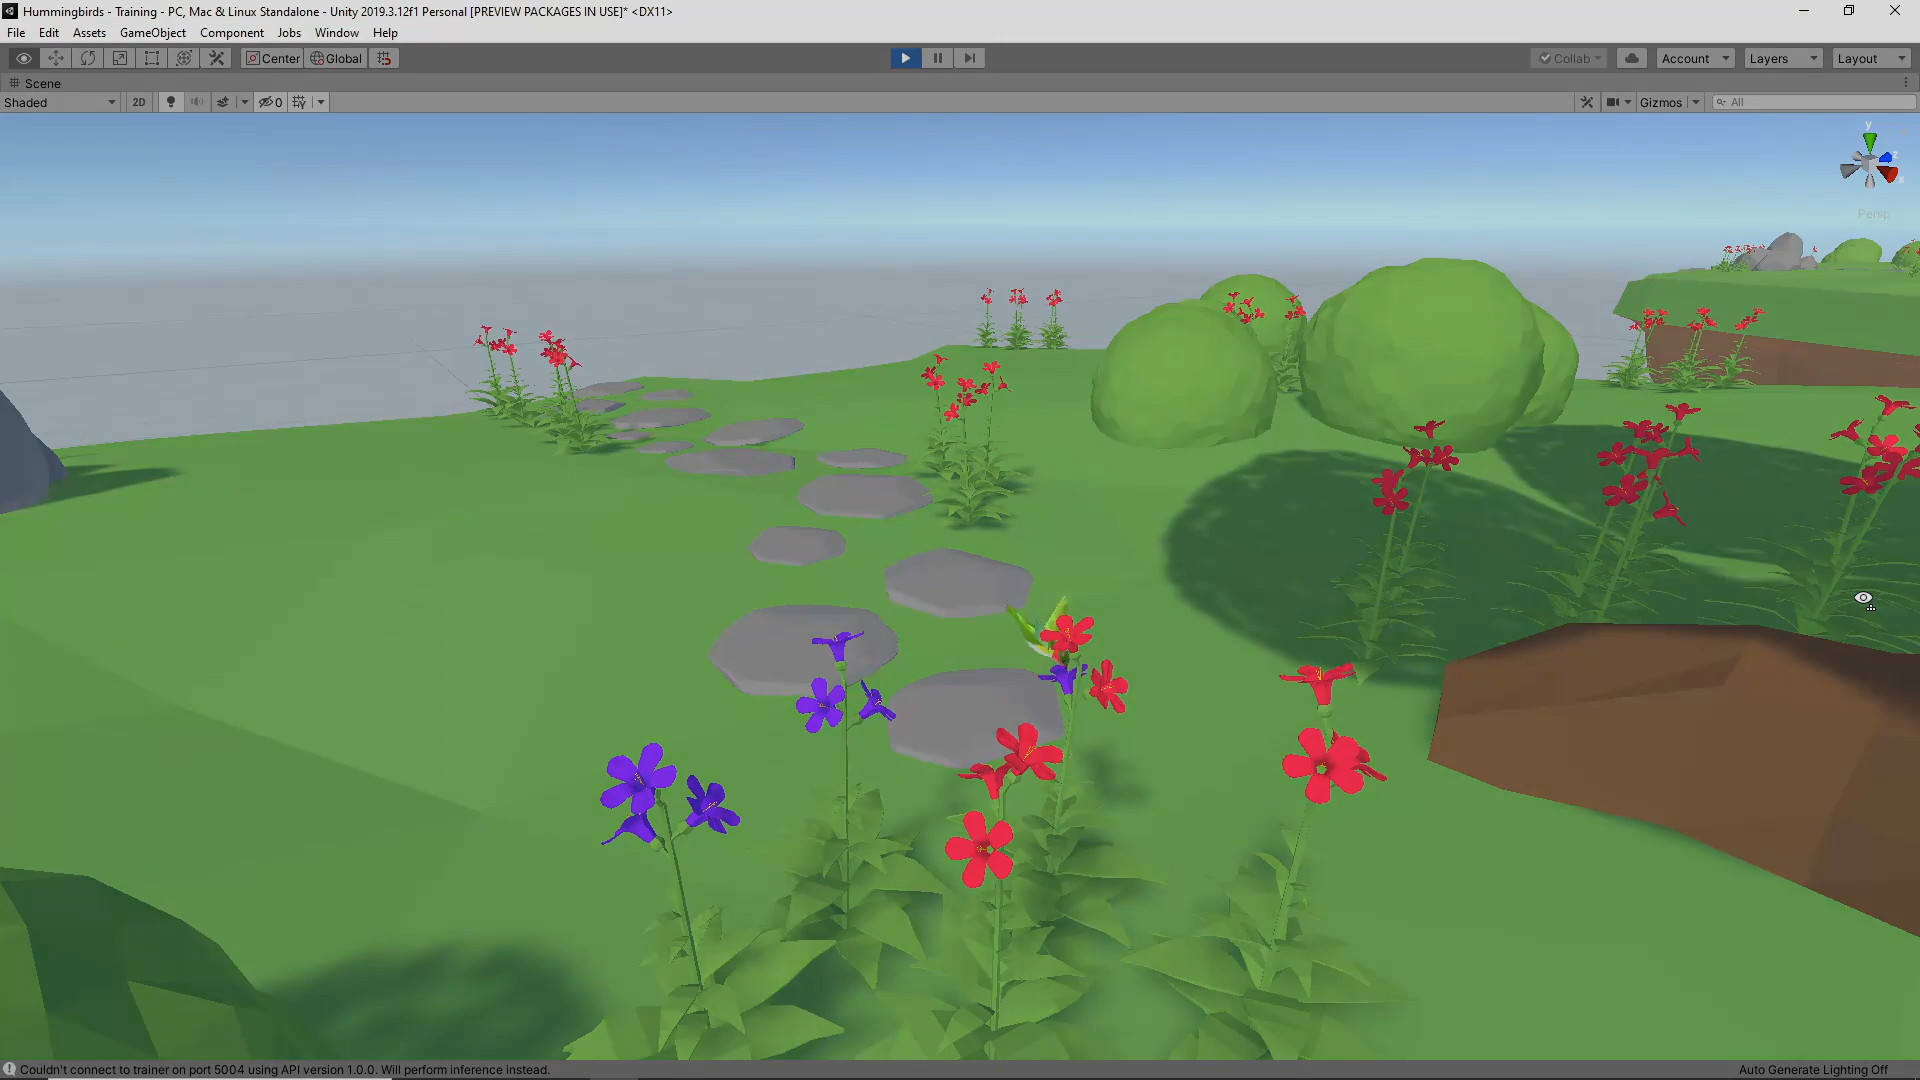 Hummingbirds - Training - PC, Mac & Linux Standalone - Unity 2019.3.12f1 Personal [PREVIEW PACKAGES IN USE]* <DX11>
File Edit Assets GameObject Component Jobs Window Help
Center Global Collab Account Layers Layout
Scene
Shaded 2D 0 Gizmos All
y
z
x
Persp
Couldn't connect to trainer on port 5004 using API version 1.0.0. Will perform inference instead. Auto Generate Lighting Off